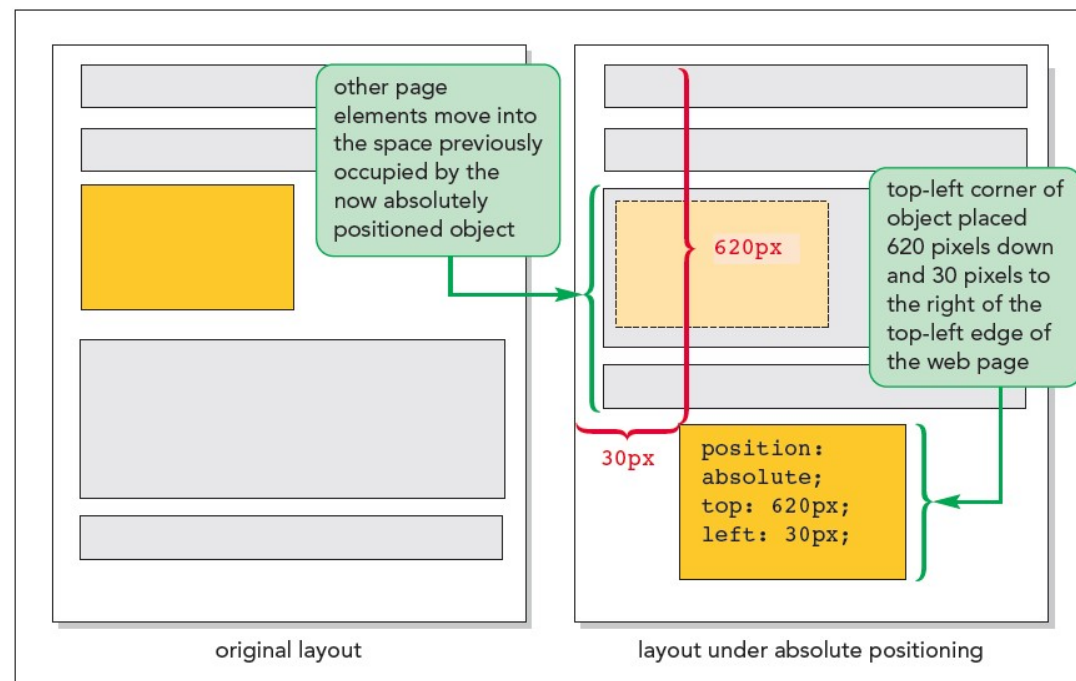 other page
elements move into
the space previously
occupied by the
now absolutely
positioned object
620px
top-left corner of
object placed
620 pixels down
and 30 pixels to
the right of the
top-left edge of
the web page
30px
position:
absolute;
top: 620px;
left: 30px;
original layout
layout under absolute positioning